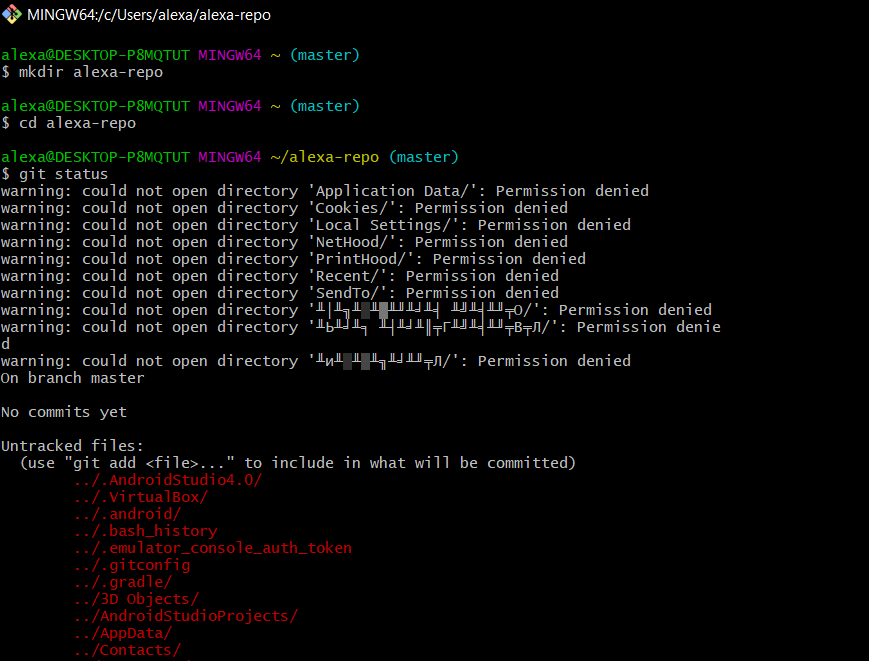 MINGW64:/c/Users/alexa/alexa-repo
alexa@DESKTOP-P8MQTUT MINGW64 ~ (master)
$ mkdir alexa-repo
alexa@DESKTOP-P8MQTUT MINGW64 ~ (master)
$ cd alexa-repo
alexa@DESKTOP-P8MQTUT MINGW64 ~/alexa-repo (master)
$ git status
warning: could not open directory 'Application Data/': Permission denied
warning: could not open directory 'Cookies/': Permission denied
warning: could not open directory 'Local Settings/': Permission denied
warning: could not open directory 'NetHood/': Permission denied
warning: could not open directory 'PrintHood/': Permission denied
warning: could not open directory 'Recent/': Permission denied
warning: could not open directory 'SendTo/': Permission denied
warning: could not open directory ': Permission denied
warning: could not open directory ': Permission denie
d
warning: could not open directory ': Permission denied
On branch master
No commits yet
Untracked files:
(use "git add <file>..." to include in what will be committed)
../.AndroidStudio4.0/
../.VirtualBox/
../.android/
../.bash_history
../.emulator_console_auth_token
../.gitconfig
../.gradle/
../3D Objects/
../AndroidStudioProjects/
../AppData/
../Contacts/